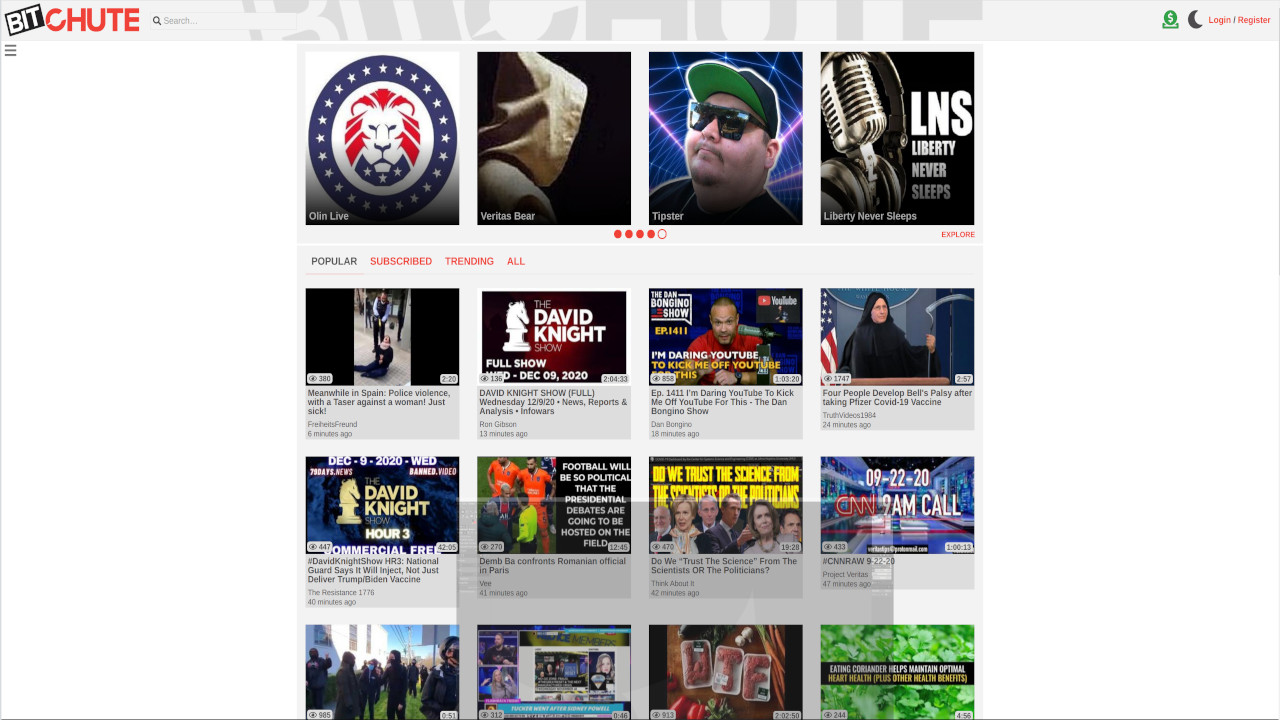 BITCHUTE
Search…
Login / Register
LNS
LIBERTY
NEVER
SLEEPS
Olin Live
Veritas Bear
Tipster
Liberty Never Sleeps
EXPLORE
POPULAR SUBSCRIBED TRENDING ALL
380
2:20
Meanwhile in Spain: Police violence,
with a Taser against a woman! Just
sick!
FreiheitsFreund
6 minutes ago
THE
DAVID
KNIGHT
SHOW
FULL SHOW
WED - DEC 09, 2020
136
2:04:33
DAVID KNIGHT SHOW (FULL)
Wednesday 12/9/20 • News, Reports &
Analysis • Infowars
Ron Gibson
13 minutes ago
THE DAN
BONGINO
SHOW
YouTube
EP.1411
I'M DARING YOUTUBE
TO KICK ME OFF YOUTUBE
FOR THIS
858
1:03:20
Ep. 1411 I'm Daring YouTube To Kick
Me Off YouTube For This - The Dan
Bongino Show
Dan Bongino
18 minutes ago
THE WHITE HOUSE
1747
2:57
Four People Develop Bell's Palsy after
taking Pfizer Covid-19 Vaccine
TruthVideos1984
24 minutes ago
DEC - 9 - 2020 - WED
79DAYS.NEWS BANNED.VIDEO
THE
DAVID
KNIGHT
SHOW
HOUR 3
COMMERCIAL FREE
447
42:05
#DavidKnightShow HR3: National
Guard Says It Will Inject, Not Just
Deliver Trump/Biden Vaccine
The Resistance 1776
40 minutes ago
FOOTBALL WILL
BE SO POLITICAL
THAT THE
PRESIDENTIAL
DEBATES ARE
GOING TO BE
HOSTED ON THE
FIELD
270
12:45
Demb Ba confronts Romanian official
in Paris
Vee
41 minutes ago
DO WE TRUST THE SCIENCE FROM
THE SCIENTISTS OR THE POLITICIANS?
470
19:28
Do We “Trust The Science” From The
Scientists OR The Politicians?
Think About It
42 minutes ago
09-22-20
CNN 9AM CALL
veritastips@protonmail.com
433
1:00:13
#CNNRAW 9-22-20
Project Veritas
47 minutes ago
985
0:51
MEMBERS
TUCKER WENT AFTER SIDNEY POWELL
312
0:46
913
2:02:50
EATING CORIANDER HELPS MAINTAIN OPTIMAL
HEART HEALTH (PLUS OTHER HEALTH BENEFITS)
244
4:56